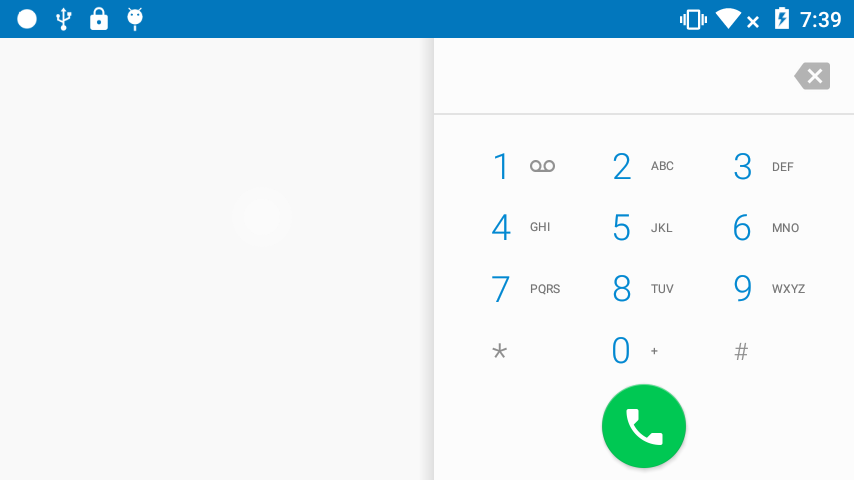 7:39
1 2 ABC 3 DEF
4 GHI 5 JKL 6 MNO
7 PQRS 8 TUV 9 WXYZ
* 0 + #